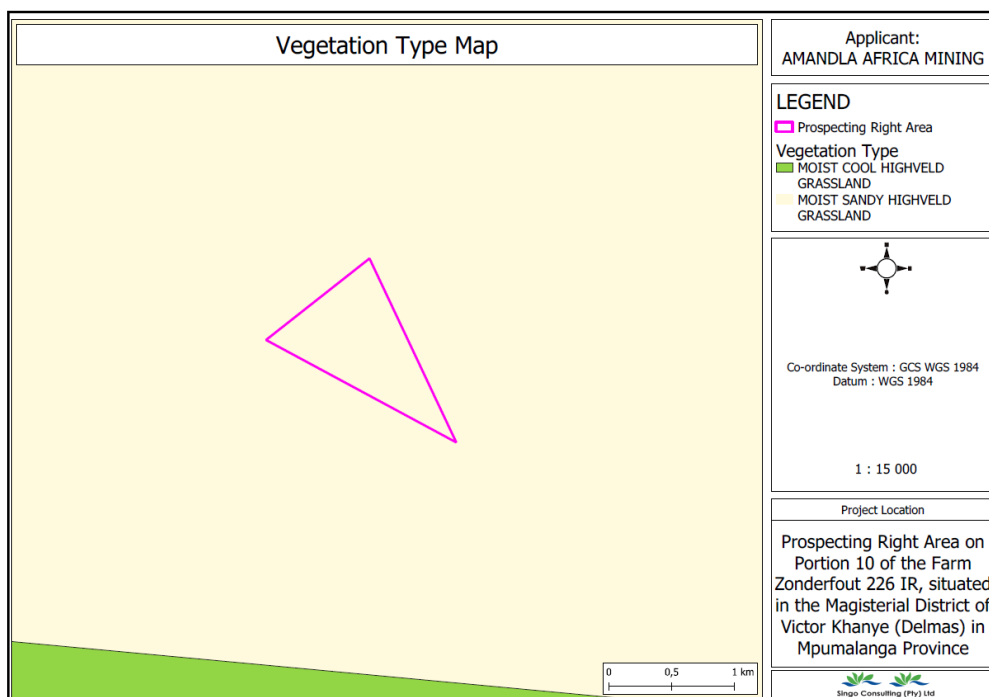 Vegetation Type Map
Applicant:
AMANDLA AFRICA MINING
LEGEND
Prospecting Right Area
Vegetation Type
MOIST COOL HIGHVELD
GRASSLAND
MOIST SANDY HIGHVELD
GRASSLAND
Co-ordinate System : GCS WGS 1984
Datum : WGS 1984
1 : 15 000
Project Location
Prospecting Right Area on
Portion 10 of the Farm
Zonderfout 226 IR, situated
in the Magisterial District of
Victor Khanye (Delmas) in
Mpumalanga Province
0 0,5 1 km
Singo Consulting (Pty) Ltd